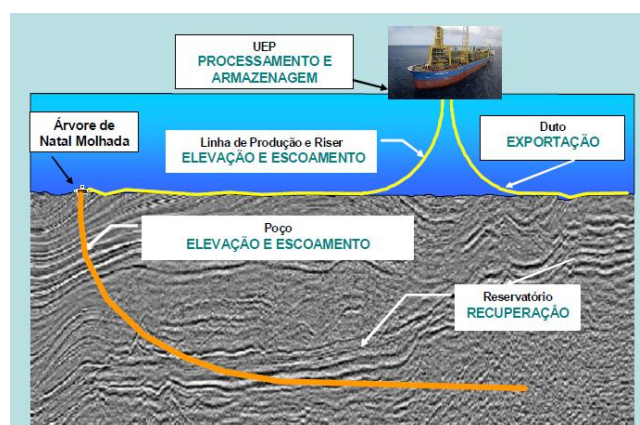 UEP
PROCESSAMENTO E
ARMAZENAGEM
Árvore de
Natal Molhada
Linha de Produção e Riser
ELEVAÇÃO E ESCOAMENTO
Duto
EXPORTAÇÃO
Poço
ELEVAÇÃO E ESCOAMENTO
Reservatório
RECUPERAÇÃO